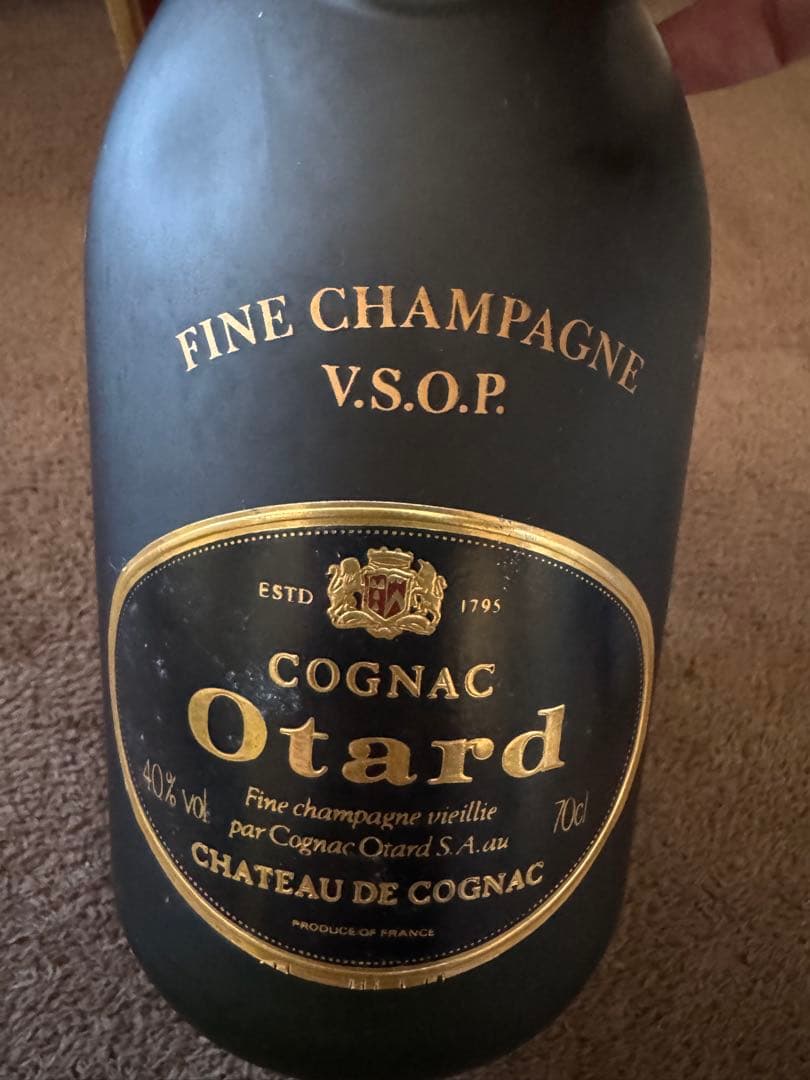 FINE CHAMPAGNE
V.S.O.P.
ESTD 1795
COGNAC
Otard
40% vol Fine champagne vieillie 70cl
par Cognac Otard S.A. au
CHATEAU DE COGNAC
PRODUCE OF FRANCE